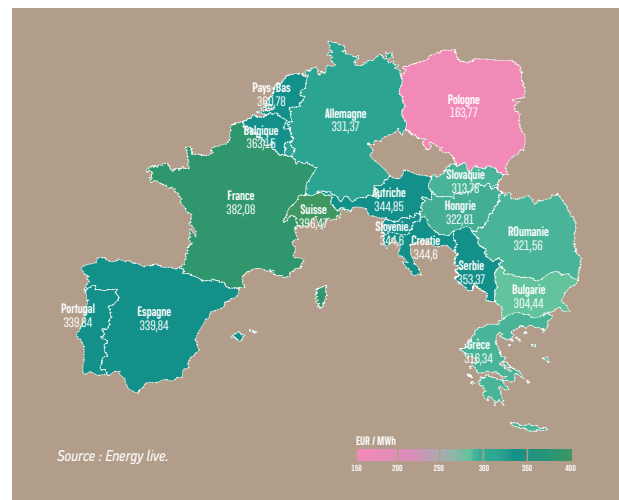 Pays-Bas
360,78
Belgique
363,15
Allemagne
331,37
Pologne
163,77
France
382,08
Suisse
396,47
Autriche
344,85
Slovaquie
313,79
Hongrie
322,81
Slovénie
344,6
Croatie
344,6
ROumanie
321,56
Serbie
353,37
Bulgarie
304,44
Portugal
339,84
Espagne
339,84
Grèce
316,34
Source : Energy live.
EUR / MWh
150 200 250 300 350 400